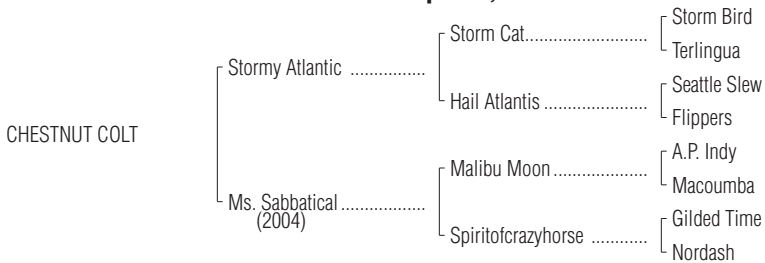 Storm Bird
Storm Cat..............................
Terlingua
Stormy Atlantic ................
Seattle Slew
Hail Atlantis .........................
Flippers
CHESTNUT COLT
A.P. Indy
Malibu Moon .......................
Macoumba
Ms. Sabbatical ..................
(2004)
Gilded Time
Spiritofcrazyhorse ..............
Nordash